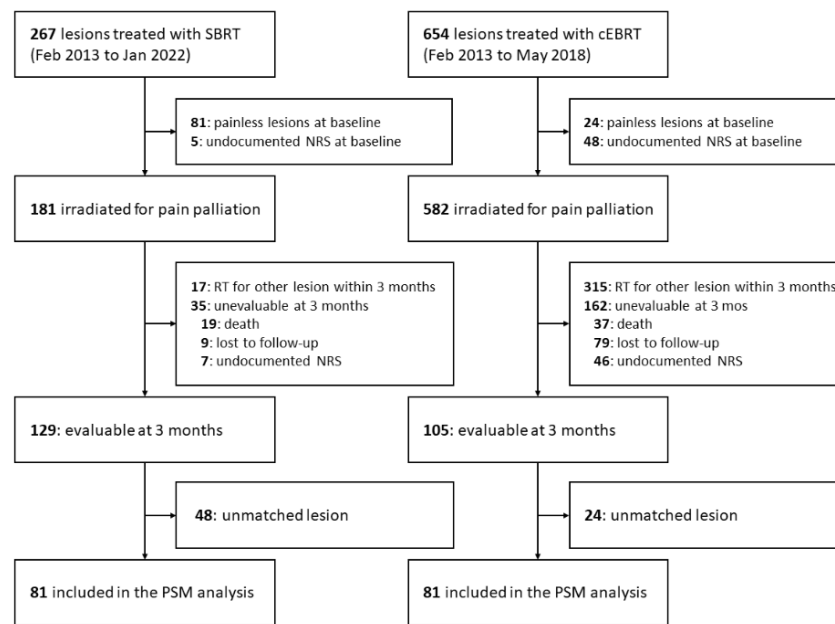 267 lesions treated with SBRT
(Feb 2013 to Jan 2022)
81: painless lesions at baseline
5: undocumented NRS at baseline
181 irradiated for pain palliation
17: RT for other lesion within 3 months
35: unevaluable at 3 months
19: death
9: lost to follow-up
7: undocumented NRS
129: evaluable at 3 months
48: unmatched lesion
81 included in the PSM analysis
654 lesions treated with cEBRT
(Feb 2013 to May 2018)
24: painless lesions at baseline
48: undocumented NRS at baseline
582 irradiated for pain palliation
315: RT for other lesion within 3 months
162: unevaluable at 3 mos
37: death
79: lost to follow-up
46: undocumented NRS
105: evaluable at 3 months
24: unmatched lesion
81 included in the PSM analysis